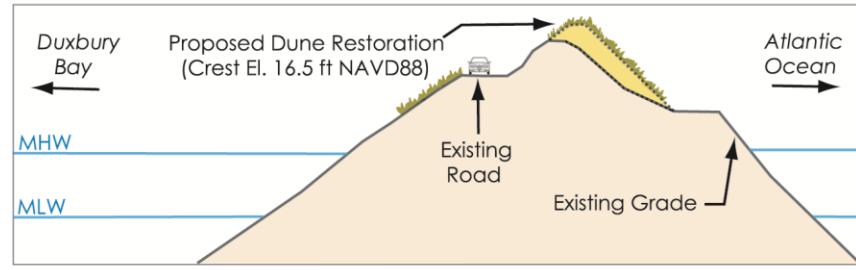 Duxbury
Bay
Proposed Dune Restoration
(Crest El. 16.5 ft NAVD88)
Atlantic
Ocean
MHW
Existing
Road
MLW
Existing Grade